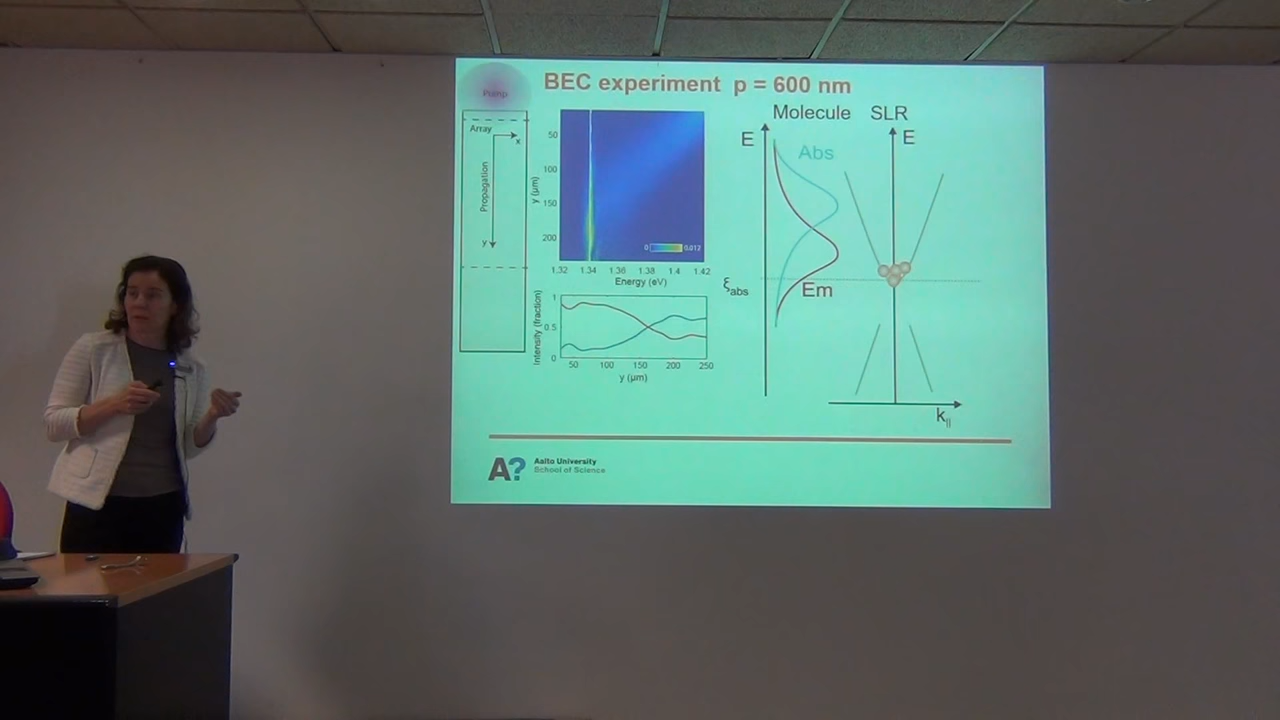 BEC experiment p = 600 nm
Pump
Array
x
Propagation
y
50
100
150
200
y (µm)
0
0.012
1.32 1.34 1.36 1.38 1.4 1.42
Energy (eV)
Intensity (fraction)
1
0.5
0
50 100 150 200 250
y (µm)
Molecule SLR
E
E
Abs
Em
ξabs
k||
A?
Aalto University
School of Science